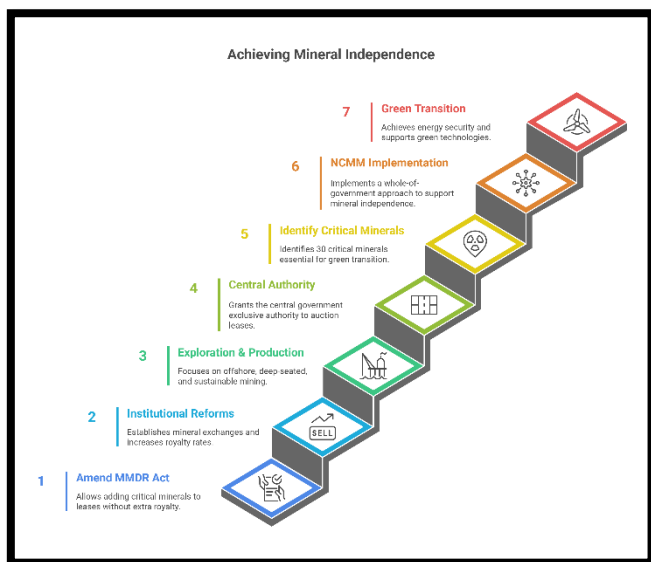 Achieving Mineral Independence
7
Green Transition
Achieves energy security and
supports green technologies.
6
NCMM Implementation
Implements a whole-of-
government approach to support
mineral independence.
5
Identify Critical Minerals
Identifies 30 critical minerals
essential for green transition.
4
Central Authority
Grants the central government
exclusive authority to auction
leases.
3
Exploration & Production
Focuses on offshore, deep-seated,
and sustainable mining.
2
Institutional Reforms
Establishes mineral exchanges and
increases royalty rates.
SELL
1
Amend MMDR Act
Allows adding critical minerals to
leases without extra royalty.